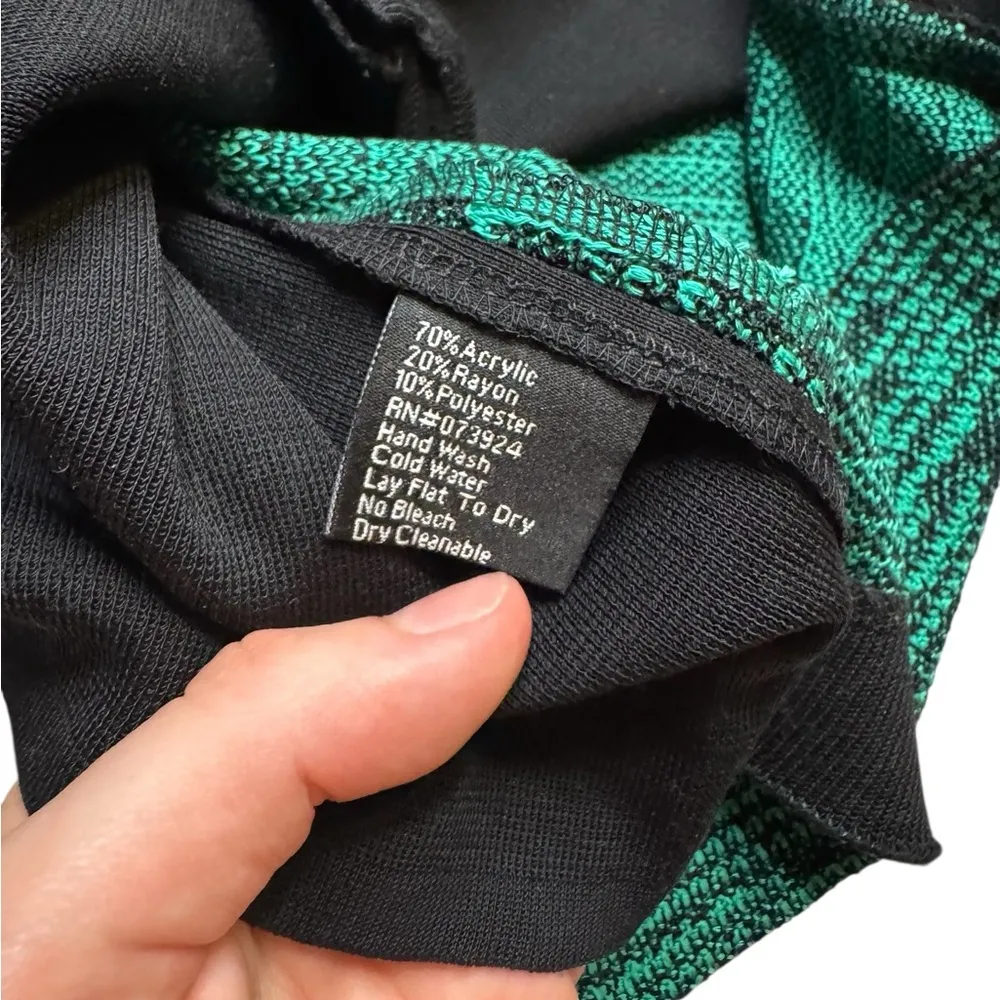 70%Acrylic
20%Rayon
10%Polyester
RN#073924
Hand Wash
Cold Water
Lay Flat To Dry
No Bleach
Dry Cleanable